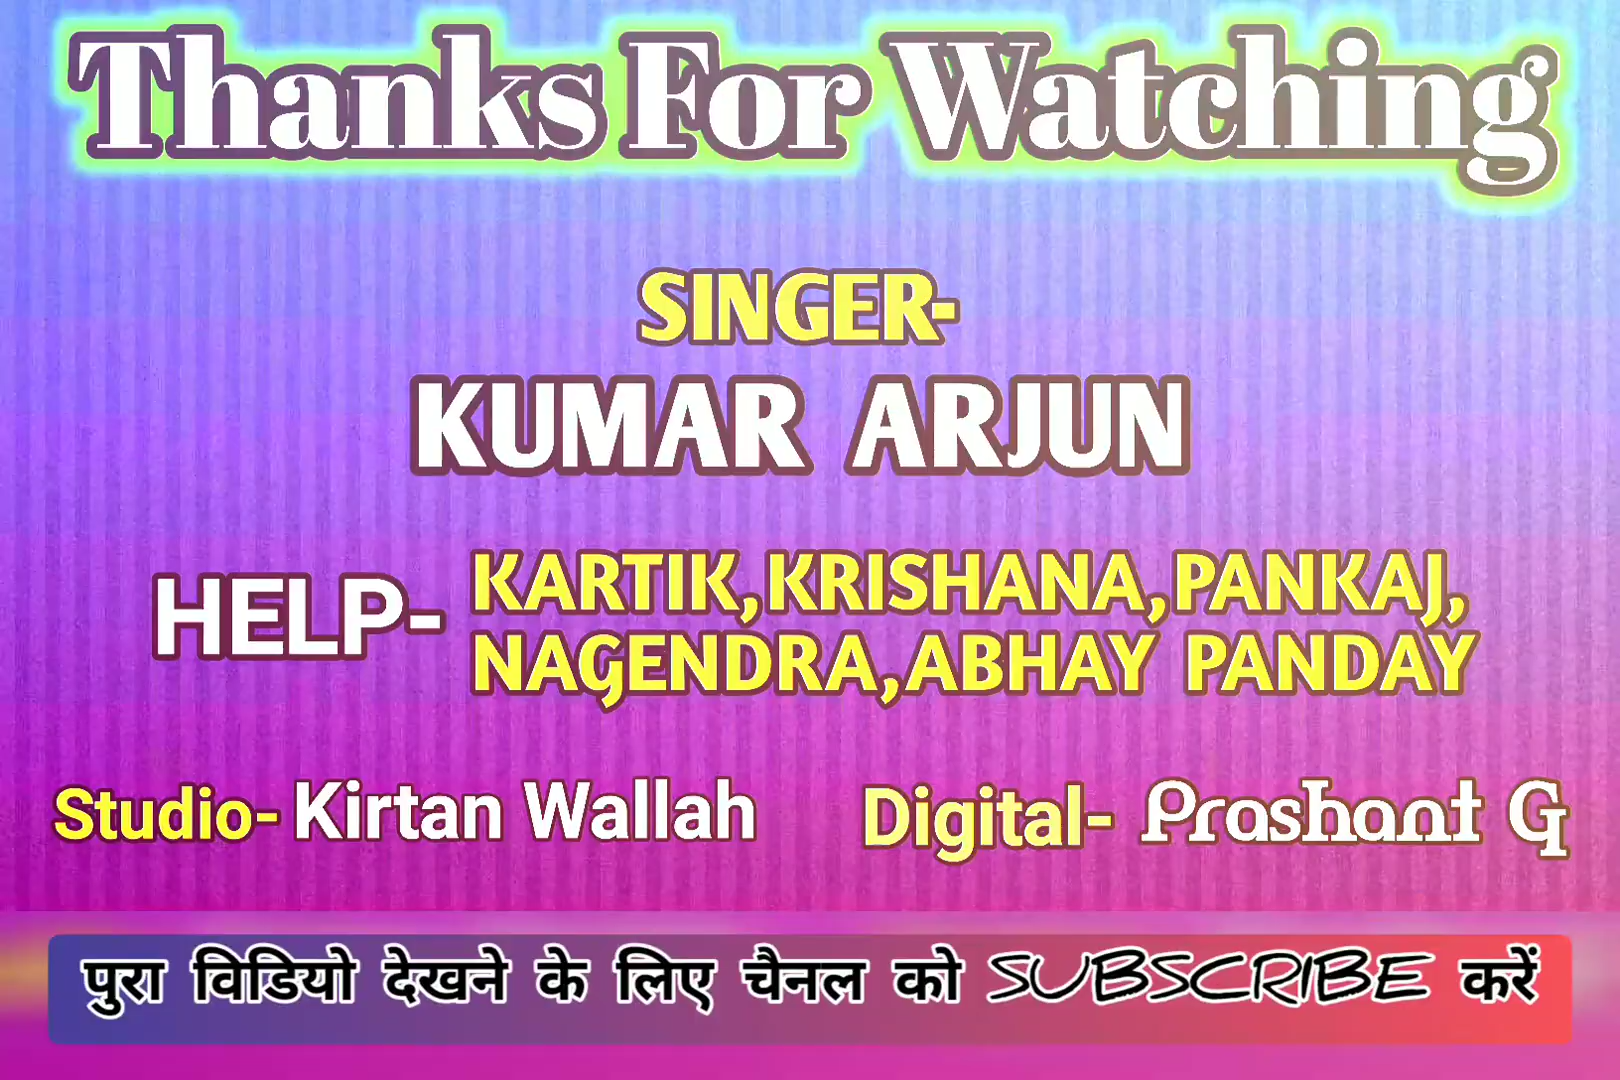 Thanks For Watching
SINGER-
KUMAR ARJUN
HELP- KARTIK,KRISHANA,PANKAJ,
NAGENDRA,ABHAY PANDAY
Studio- Kirtan Wallah Digital- Prashant G
पुरा विडियो देखने के लिए चैनल को SUBSCRIBE करें